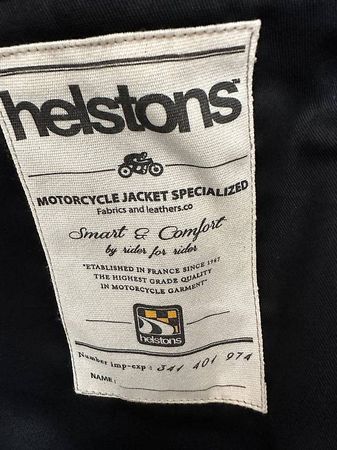 helstons™
MOTORCYCLE JACKET SPECIALIZED
Fabrics and leathers.co
Smart & Comfort
by rider for rider
"ETABLISHED IN FRANCE SINCE 1967
THE HIGHEST GRADE QUALITY
IN MOTORCYCLE GARMENT"
helstons
Number imp-exp : 341 401 974
NAME :